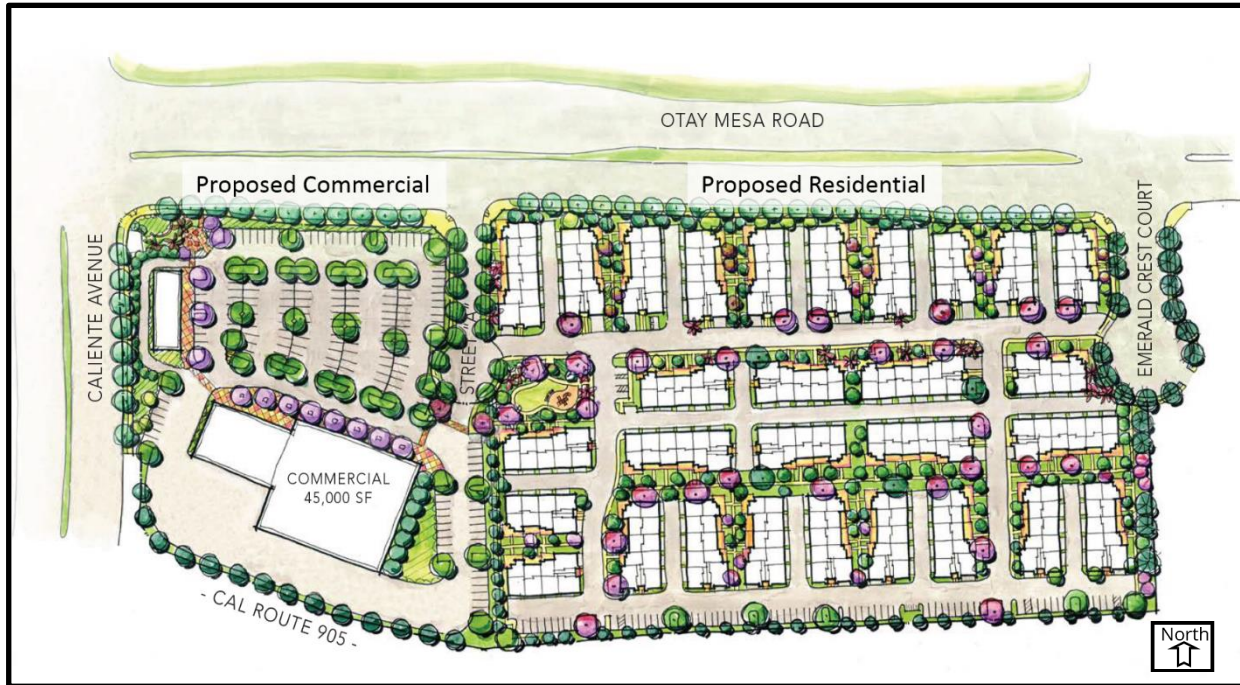 OTAY MESA ROAD
Proposed Commercial
Proposed Residential
CALIENTE AVENUE
STREET "A"
EMERALD CREST COURT
COMMERCIAL
45,000 SF
- CAL ROUTE 905 -
North